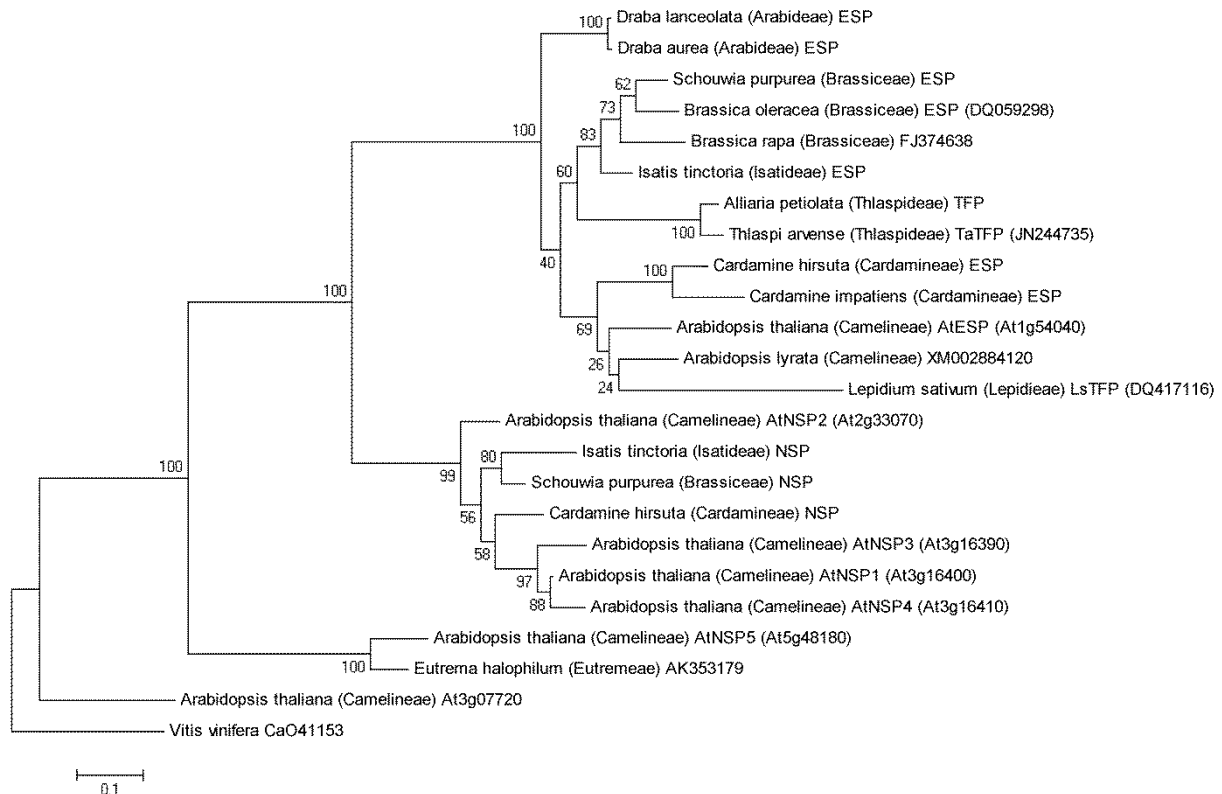 Draba lanceolata (Arabideae) ESP
100
Draba aurea (Arabideae) ESP
Schouwia purpurea (Brassiceae) ESP
62
Brassica oleracea (Brassiceae) ESP (DQ059298)
73
100
83
Brassica rapa (Brassiceae) FJ374638
60
Isatis tinctoria (Isatideae) ESP
Alliaria petiolata (Thlaspideae) TFP
100
Thlaspi arvense (Thlaspideae) TaTFP (JN244735)
40
100
Cardamine hirsuta (Cardamineae) ESP
100
Cardamine impatiens (Cardamineae) ESP
69
Arabidopsis thaliana (Camelineae) AtESP (At1g54040)
26
Arabidopsis lyrata (Camelineae) XM002884120
24
Lepidium sativum (Lepidieae) LsTFP (DQ417116)
Arabidopsis thaliana (Camelineae) AtNSP2 (At2g33070)
80
Isatis tinctoria (Isatideae) NSP
100
99
Schouwia purpurea (Brassiceae) NSP
56
Cardamine hirsuta (Cardamineae) NSP
58
Arabidopsis thaliana (Camelineae) AtNSP3 (At3g16390)
97
Arabidopsis thaliana (Camelineae) AtNSP1 (At3g16400)
88
Arabidopsis thaliana (Camelineae) AtNSP4 (At3g16410)
Arabidopsis thaliana (Camelineae) AtNSP5 (At5g48180)
100
Eutrema halophilum (Eutremeae) AK353179
Arabidopsis thaliana (Camelineae) At3g07720
Vitis vinifera CaO41153
0.1